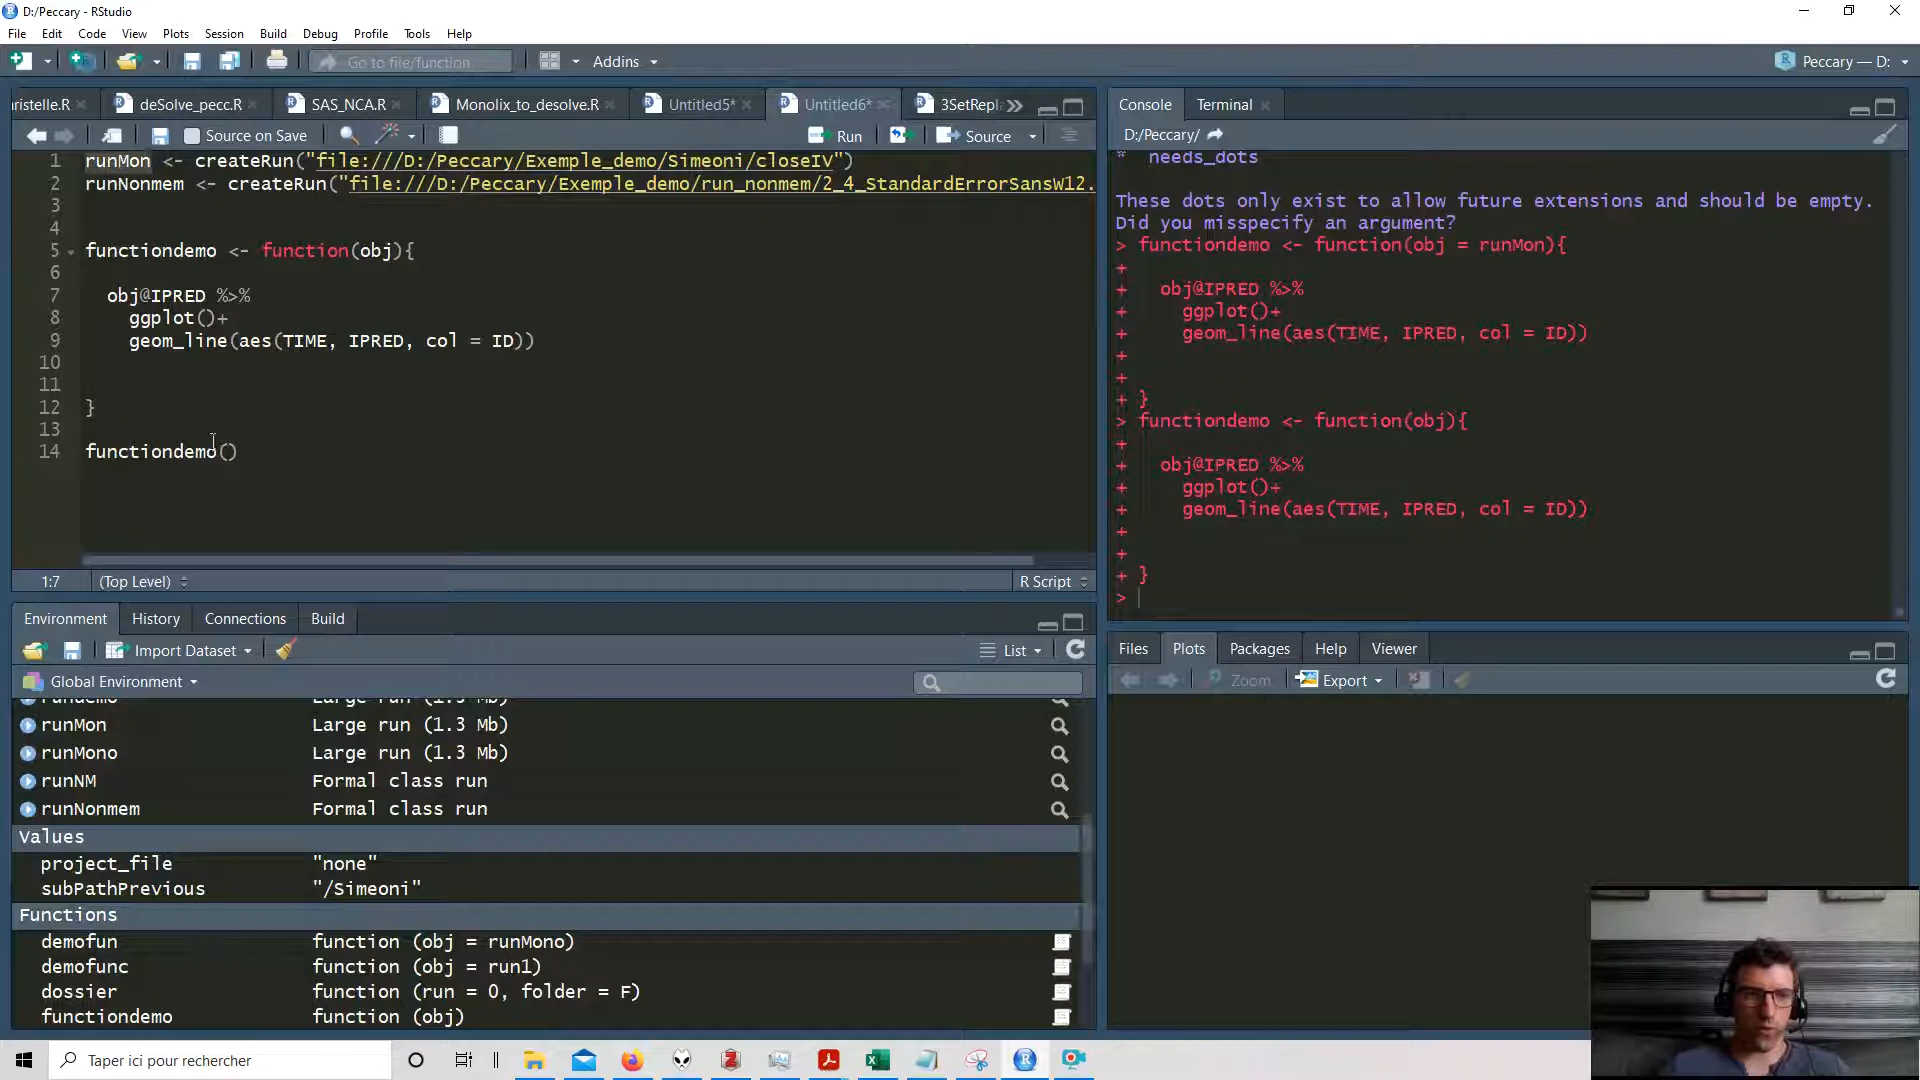 D:/Peccary - RStudio
File Edit Code View Plots Session Build Debug Profile Tools Help
Go to file/function
Addins
Peccary — D:
ristelle.R
deSolve_pecc.R
SAS_NCA.R
Monolix_to_desolve.R
Untitled5*
Untitled6*
3SetRepl
Source on Save
Run
Source
1 runMon <- createRun("file:///D:/Peccary/Exemple_demo/Simeoni/closeIV")
2 runNonmem <- createRun("file:///D:/Peccary/Exemple_demo/run_nonmem/2_4_StandardErrorSansW12.
3
4
5 functiondemo <- function(obj){
6
7 obj@IPRED %>%
8 ggplot()+
9 geom_line(aes(TIME, IPRED, col = ID))
10
11
12 }
13
14 functiondemo()
1:7 (Top Level) R Script
Console Terminal
D:/Peccary/
* needs_dots
These dots only exist to allow future extensions and should be empty.
Did you misspecify an argument?
> functiondemo <- function(obj = runMon){
+
+ obj@IPRED %>%
+ ggplot()+
+ geom_line(aes(TIME, IPRED, col = ID))
+
+
+ }
> functiondemo <- function(obj){
+
+ obj@IPRED %>%
+ ggplot()+
+ geom_line(aes(TIME, IPRED, col = ID))
+
+
+ }
>
Environment History Connections Build
Import Dataset
List
Global Environment
rundemo Large run (1.3 Mb)
runMon Large run (1.3 Mb)
runMono Large run (1.3 Mb)
runNM Formal class run
runNonmem Formal class run
Values
project_file "none"
subPathPrevious "/Simeoni"
Functions
demofun function (obj = runMono)
demofunc function (obj = run1)
dossier function (run = 0, folder = F)
functiondemo function (obj)
Files Plots Packages Help Viewer
Zoom
Export
Taper ici pour rechercher